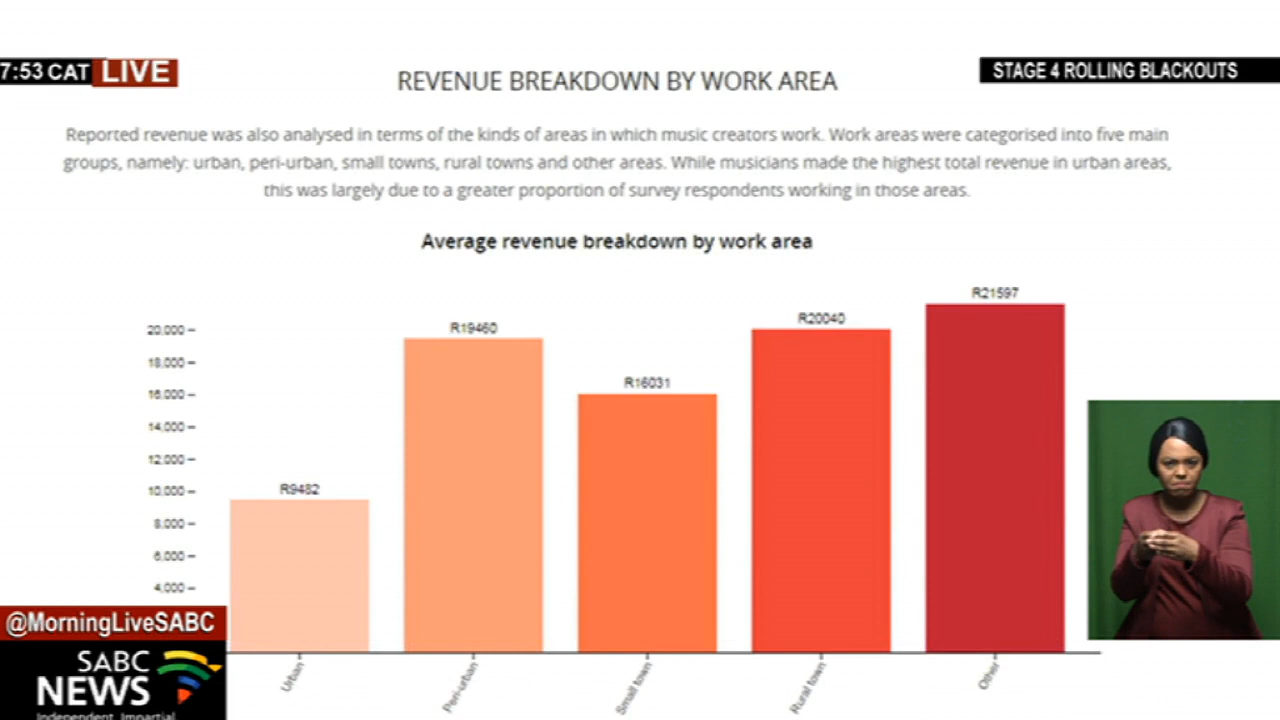 7:53 CAT LIVE
STAGE 4 ROLLING BLACKOUTS
REVENUE BREAKDOWN BY WORK AREA
Reported revenue was also analysed in terms of the kinds of areas in which music creators work. Work areas were categorised into five main
groups, namely: urban, peri-urban, small towns, rural towns and other areas. While musicians made the highest total revenue in urban areas,
this was largely due to a greater proportion of survey respondents working in those areas.
Average revenue breakdown by work area
R21597
R20040
R19460
R16031
R9482
20,000
18,000
16,000
14,000
12,000
10,000
8,000
6,000
4,000
Urban
Peri-urban
Small town
Rural town
Other
@MorningLiveSABC
SABC
NEWS
Independent. Impartial